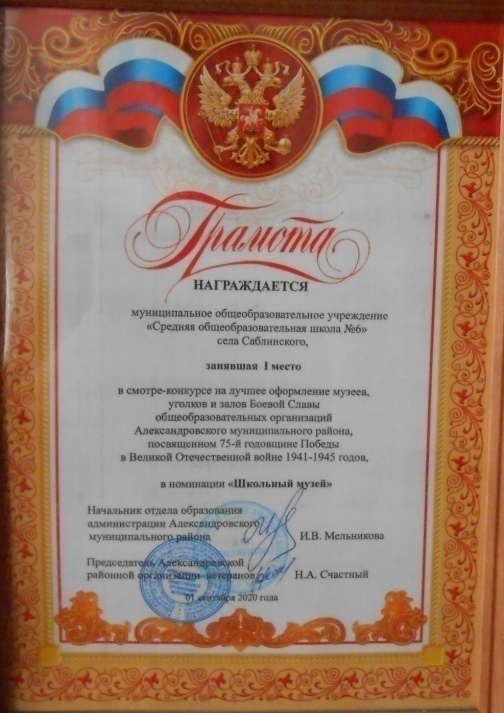 Грамота
НАГРАЖДАЕТСЯ
муниципальное общеобразовательное учреждение
«Средняя общеобразовательная школа №6»
села Саблинского,
занявшая I место
в смотре-конкурсе на лучшее оформление музеев,
уголков и залов Боевой Славы
общеобразовательных организаций
Александровского муниципального района,
посвященном 75-й годовщине Победы
в Великой Отечественной войне 1941-1945 годов,
в номинации «Школьный музей»
Начальник отдела образования
администрации Александровского
муниципального района И.В. Мельникова
Председатель Александровской
районной организации ветеранов Н.А. Счастный
01 сентября 2020 года